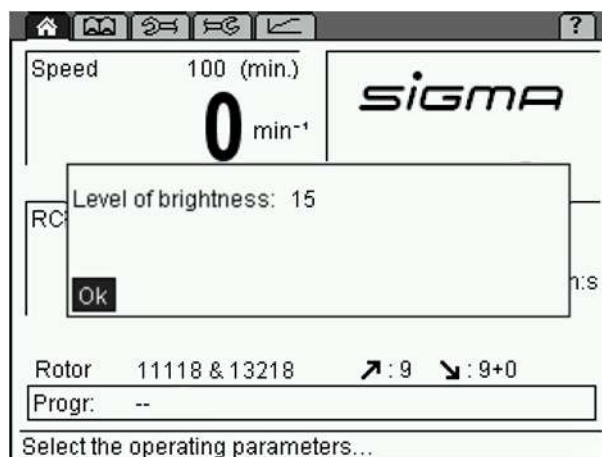 ?
Speed 100 (min.)
0 min⁻¹
sigma
Level of brightness: 15
RC
n:s
Ok
Rotor 11118 & 13218 ↗: 9 ↘: 9+0
Progr: --
Select the operating parameters...